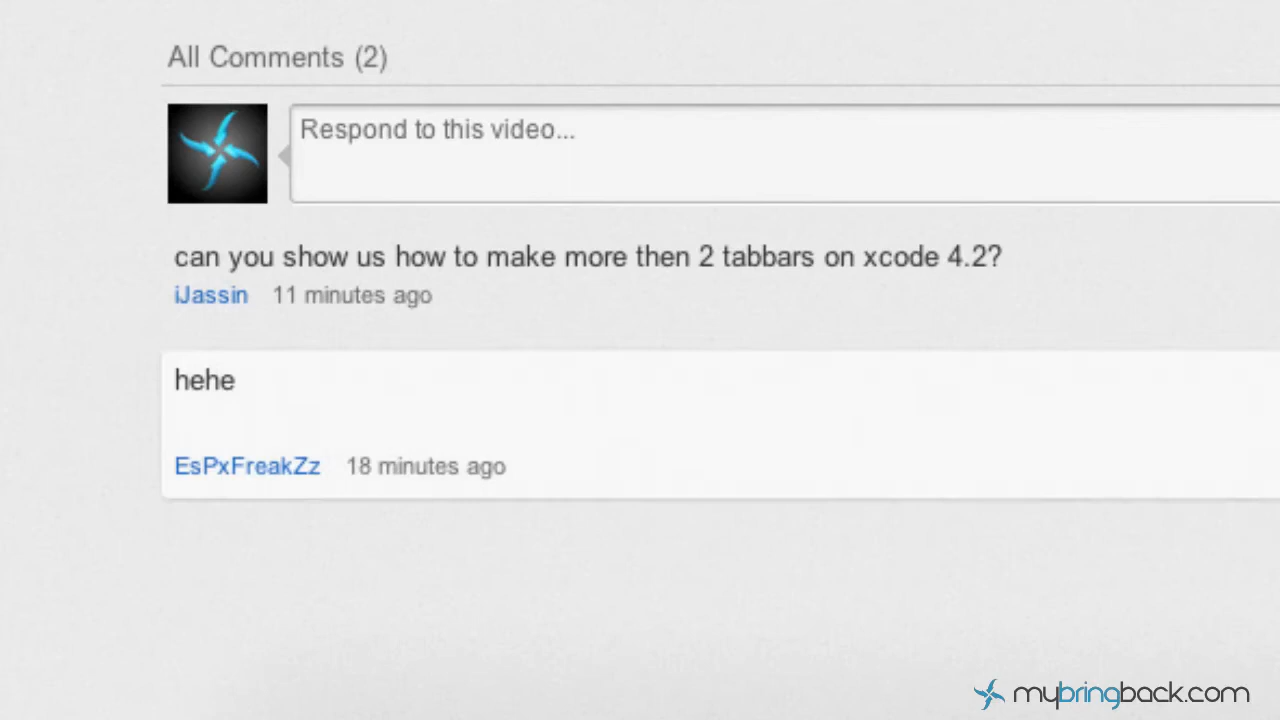 All Comments (2)
Respond to this video...
can you show us how to make more then 2 tabbars on xcode 4.2?
iJassin 11 minutes ago
hehe
EsPxFreakZz 18 minutes ago
mybringback.com